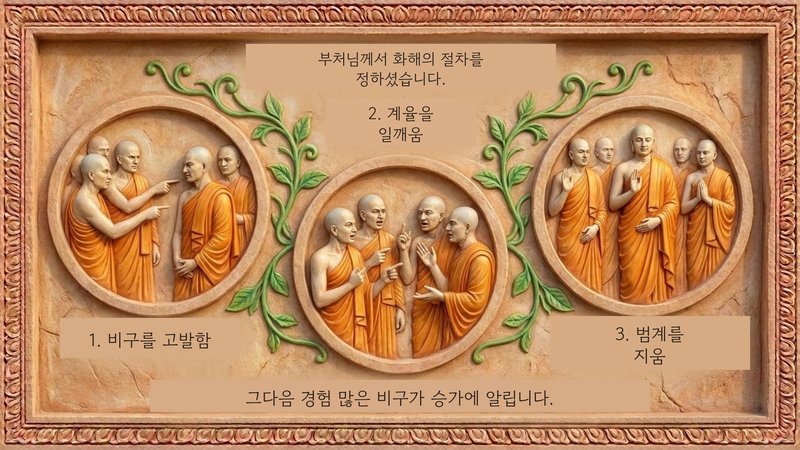 부처님께서 화해의 절차를
정하셨습니다.
2. 계율을
일깨움
1. 비구를 고발함
3. 범계를
지움
그다음 경험 많은 비구가 승가에 알립니다.